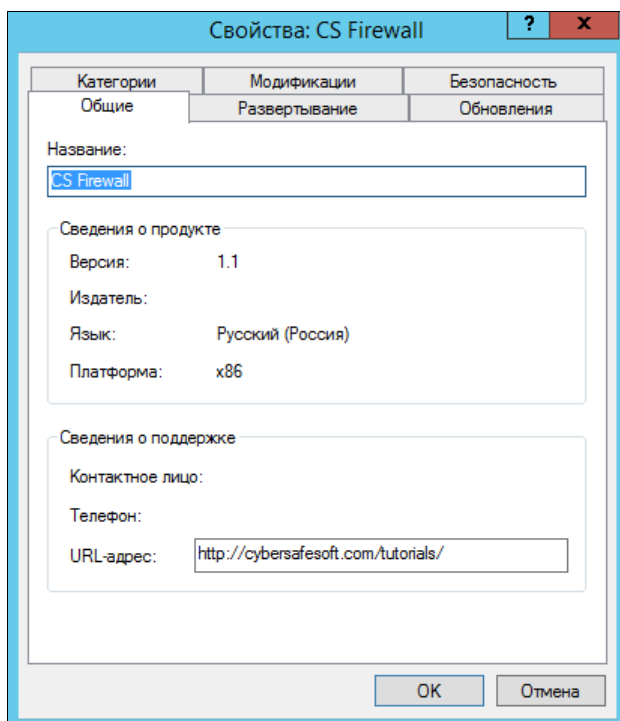 Свойства: CS Firewall
?
x
Категории
Модификации
Безопасность
Общие
Развертывание
Обновления
Название:
CS Firewall
Сведения о продукте
Версия: 1.1
Издатель:
Язык: Русский (Россия)
Платформа: x86
Сведения о поддержке
Контактное лицо:
Телефон:
URL-адрес: http://cybersafesoft.com/tutorials/
OK
Отмена